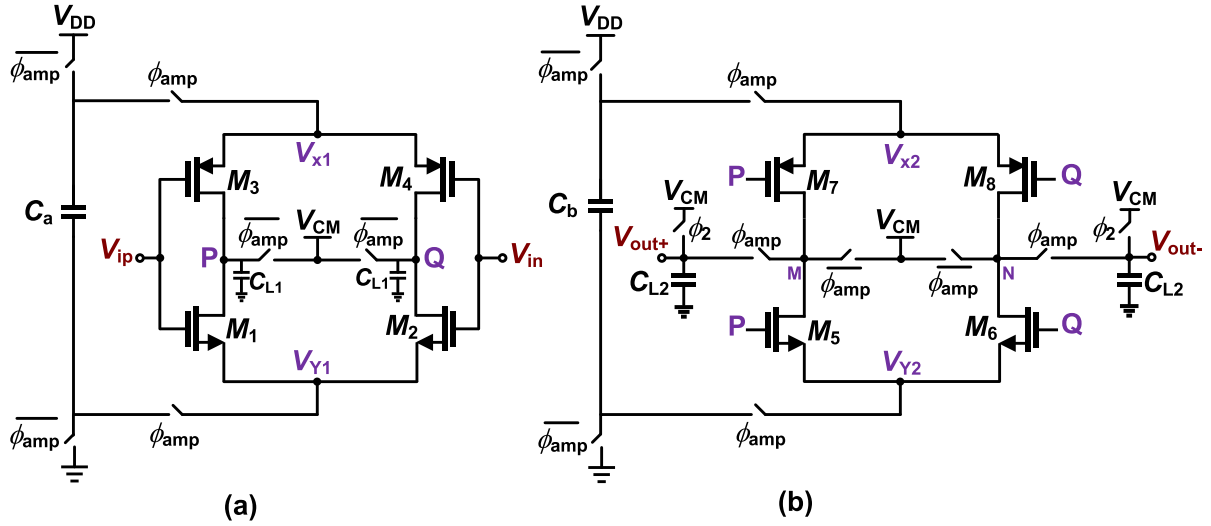 VDD
VDD
ϕamp
ϕamp
ϕamp
ϕamp
Vx1
Vx2
M3
M4
P
M7
M8
Q
Ca
Cb
VCM
VCM
ϕamp
VCM
ϕamp
ϕ2
VCM
ϕ2
Vip
P
Q
Vin
Vout+
ϕamp
ϕamp
Vout-
CL1
CL1
CL2
M
ϕamp
ϕamp
N
CL2
M1
M2
P
M5
M6
Q
VY1
VY2
ϕamp
ϕamp
ϕamp
ϕamp
(a)
(b)